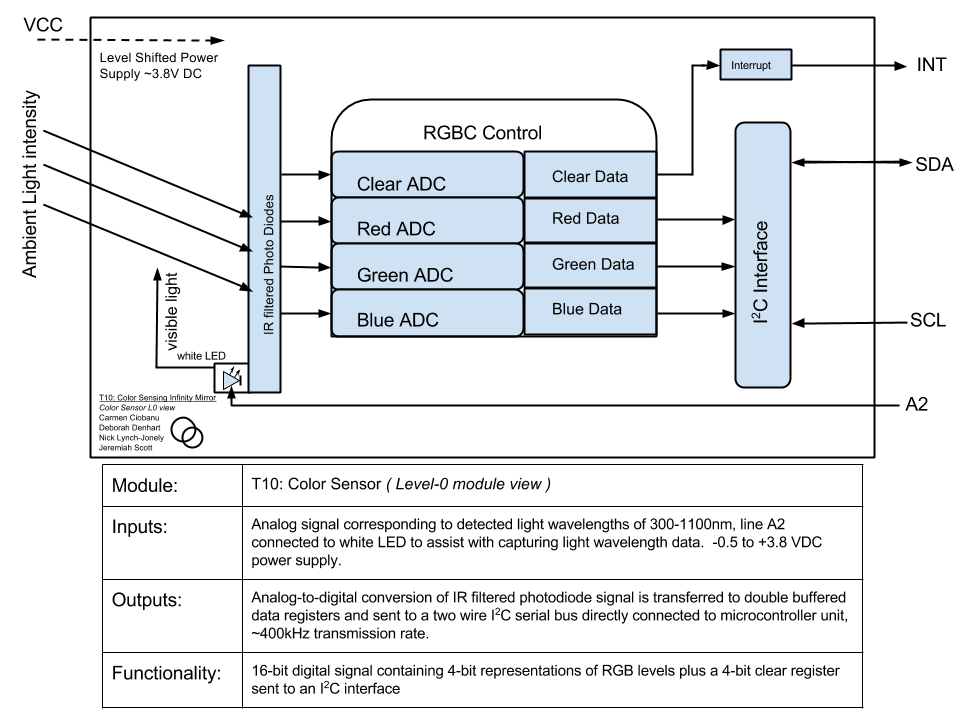 VCC
Level Shifted Power
Supply ~3.8V DC
Ambient Light intensity
IR filtered Photo Diodes
visible light
white LED
RGBC Control
Clear ADC
Clear Data
Red ADC
Red Data
Green ADC
Green Data
Blue ADC
Blue Data
Interrupt
INT
I²C Interface
SDA
SCL
A2
T10: Color Sensing Infinity Mirror
Color Sensor L0 view
Carmen Ciobanu
Deborah Denhart
Nick Lynch-Jonely
Jeremiah Scott
Module:
T10: Color Sensor ( Level-0 module view )
Inputs:
Analog signal corresponding to detected light wavelengths of 300-1100nm, line A2
connected to white LED to assist with capturing light wavelength data. -0.5 to +3.8 VDC
power supply.
Outputs:
Analog-to-digital conversion of IR filtered photodiode signal is transferred to double buffered
data registers and sent to a two wire I²C serial bus directly connected to microcontroller unit,
~400kHz transmission rate.
Functionality:
16-bit digital signal containing 4-bit representations of RGB levels plus a 4-bit clear register
sent to an I²C interface